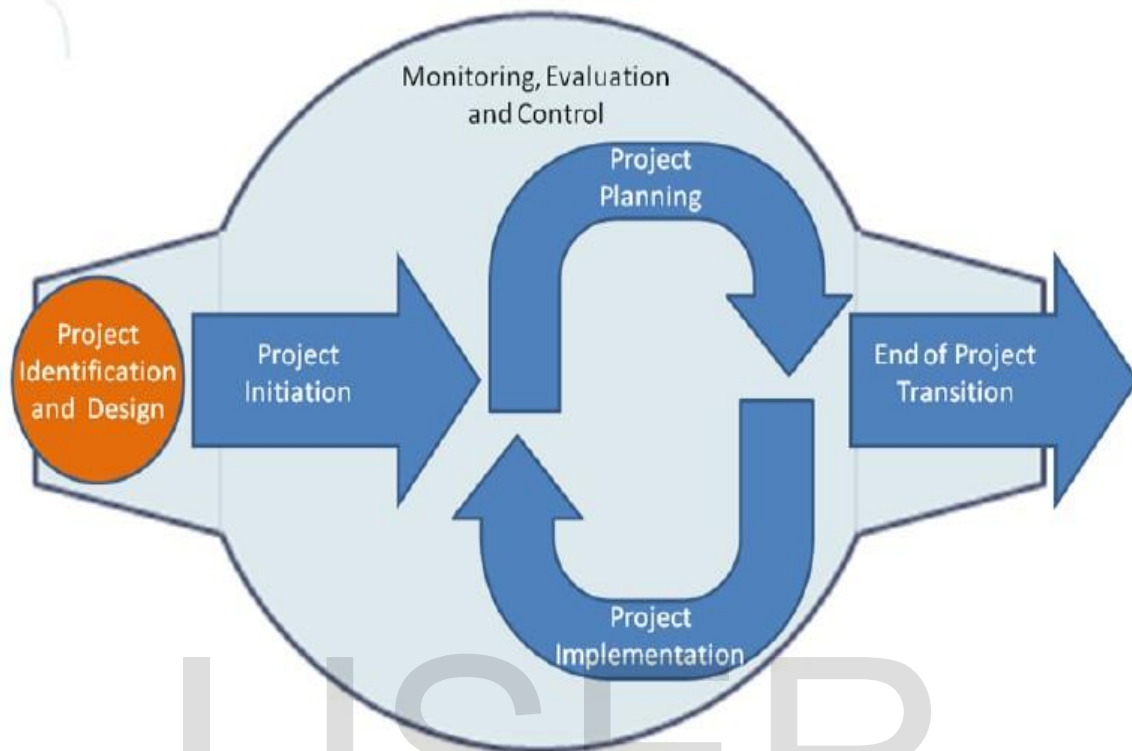 Monitoring, Evaluation
and Control
Project
Planning
Project
Identification
and Design
Project
Initiation
End of Project
Transition
Project
Implementation
IJSER